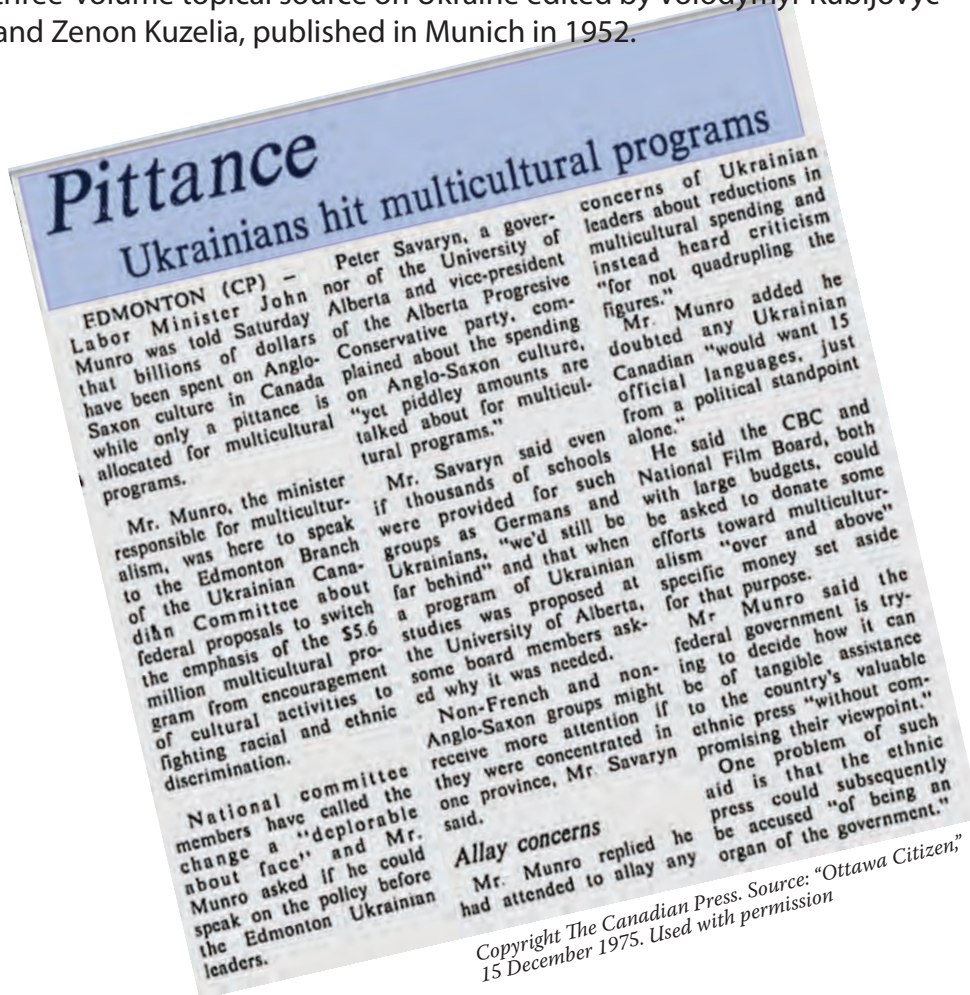 three-volume topical source on Ukraine edited by Volodymyr Kubijovyč
and Zenon Kuzelia, published in Munich in 1952.
Pittance
Ukrainians hit multicultural programs
EDMONTON (CP) –
Labor Minister John
Munro was told Saturday
that billions of dollars
have been spent on Anglo-
Saxon culture in Canada
while only a pittance is
allocated for multicultural
programs.
Mr. Munro, the minister
responsible for multicultur-
alism, was here to speak
to the Edmonton Branch
of the Ukrainian Cana-
diàn Committee about
federal proposals to switch
the emphasis of the $5.6
million multicultural pro-
gram from encouragement
of cultural activities to
fighting racial and ethnic
discrimination.
National committee
members have called the
change a "deplorable
about face" and Mr.
Munro asked if he could
speak on the policy before
the Edmonton Ukrainian
leaders.
Peter Savaryn, a gover-
nor of the University of
Alberta and vice-president
of the Alberta Progresive
Conservative party, com-
plained about the spending
on Anglo-Saxon culture,
"yet piddley amounts are
talked about for multicul-
tural programs."
Mr. Savaryn said even
if thousands of schools
were provided for such
groups as Germans and
Ukrainians, "we'd still be
far behind" and that when
a program of Ukrainian
studies was proposed at
the University of Alberta,
some board members ask-
ed why it was needed.
Non-French and non-
Anglo-Saxon groups might
receive more attention if
they were concentrated in
one province, Mr. Savaryn
said.
Allay concerns
Mr. Munro replied he
had attended to allay any
concerns of Ukrainian
leaders about reductions in
multicultural spending and
instead heard criticism
"for not quadrupling the
figures."
Mr. Munro added he
doubted any Ukrainian
Canadian "would want 15
official languages, just
from a political standpoint
alone."
He said the CBC and
National Film Board, both
with large budgets, could
be asked to donate some
efforts toward multicultur-
alism "over and above"
specific money set aside
for that purpose.
Mr Munro said the
federal government is try-
ing to decide how it can
be of tangible assistance
to the country's valuable
ethnic press "without com-
promising their viewpoint."
One problem of such
aid is that the ethnic
press could subsequently
be accused "of being an
organ of the government."
Copyright The Canadian Press. Source: "Ottawa Citizen,"
15 December 1975. Used with permission